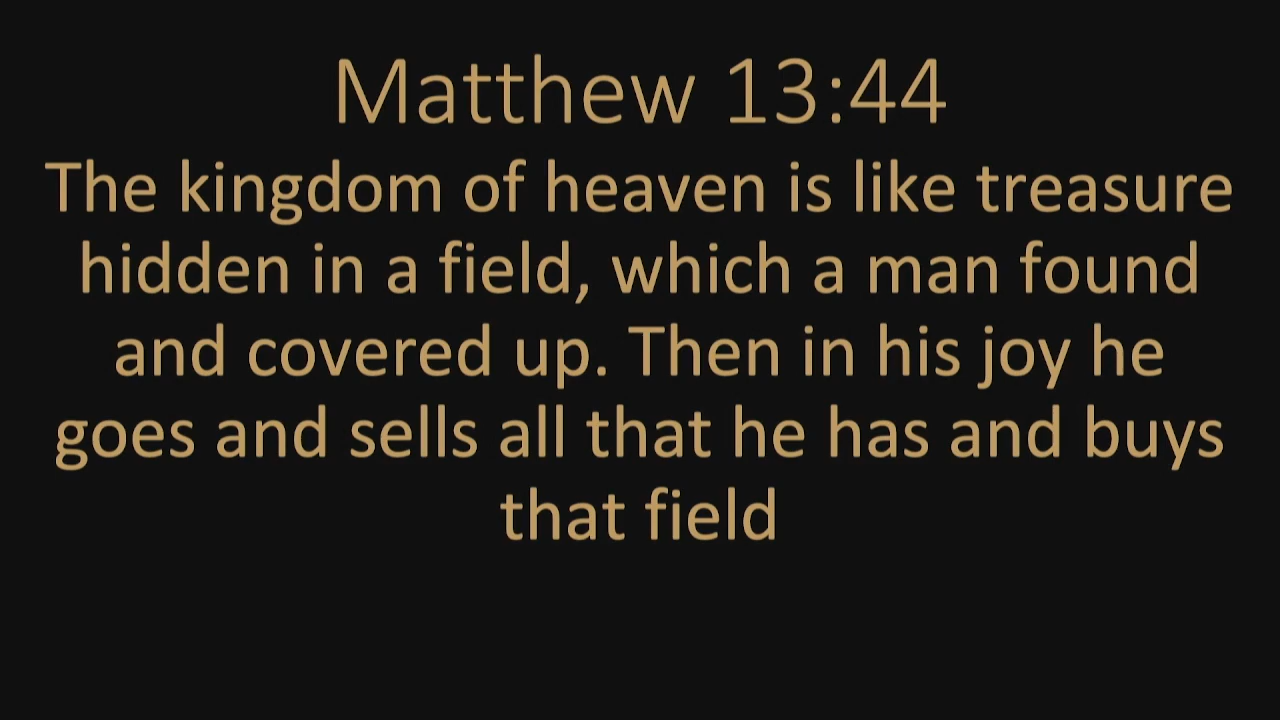 Matthew 13:44
The kingdom of heaven is like treasure
hidden in a field, which a man found
and covered up. Then in his joy he
goes and sells all that he has and buys
that field